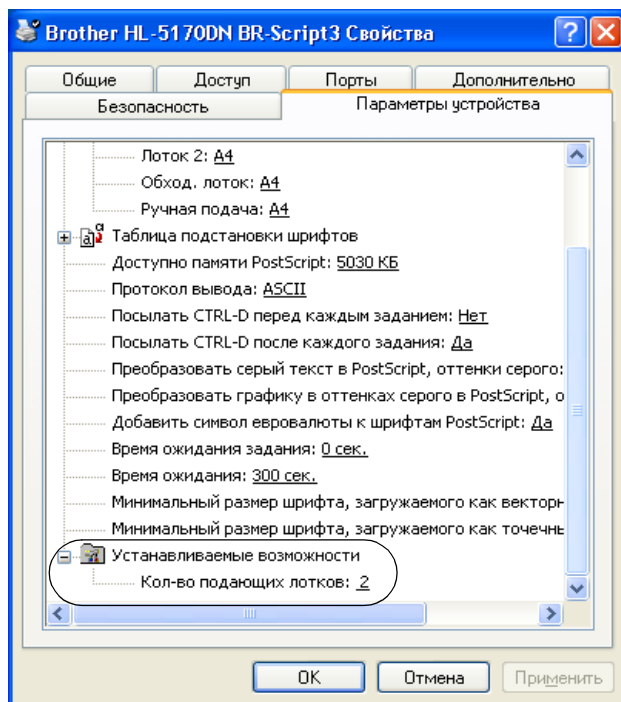 Brother HL-5170DN BR-Script3 Свойства
Общие Доступ Порты Дополнительно
Безопасность Параметры устройства
Лоток 2: A4
Обход. лоток: A4
Ручная подача: A4
Таблица подстановки шрифтов
Доступно памяти PostScript: 5030 КБ
Протокол вывода: ASCII
Посылать CTRL-D перед каждым заданием: Нет
Посылать CTRL-D после каждого задания: Да
Преобразовать серый текст в PostScript, оттенки серого:
Преобразовать графику в оттенках серого в PostScript, о
Добавить символ евровалюты к шрифтам PostScript: Да
Время ожидания задания: 0 сек.
Время ожидания: 300 сек.
Минимальный размер шрифта, загружаемого как векторн
Минимальный размер шрифта, загружаемого как точечнь
Устанавливаемые возможности
Кол-во подающих лотков: 2
OK Отмена Применить